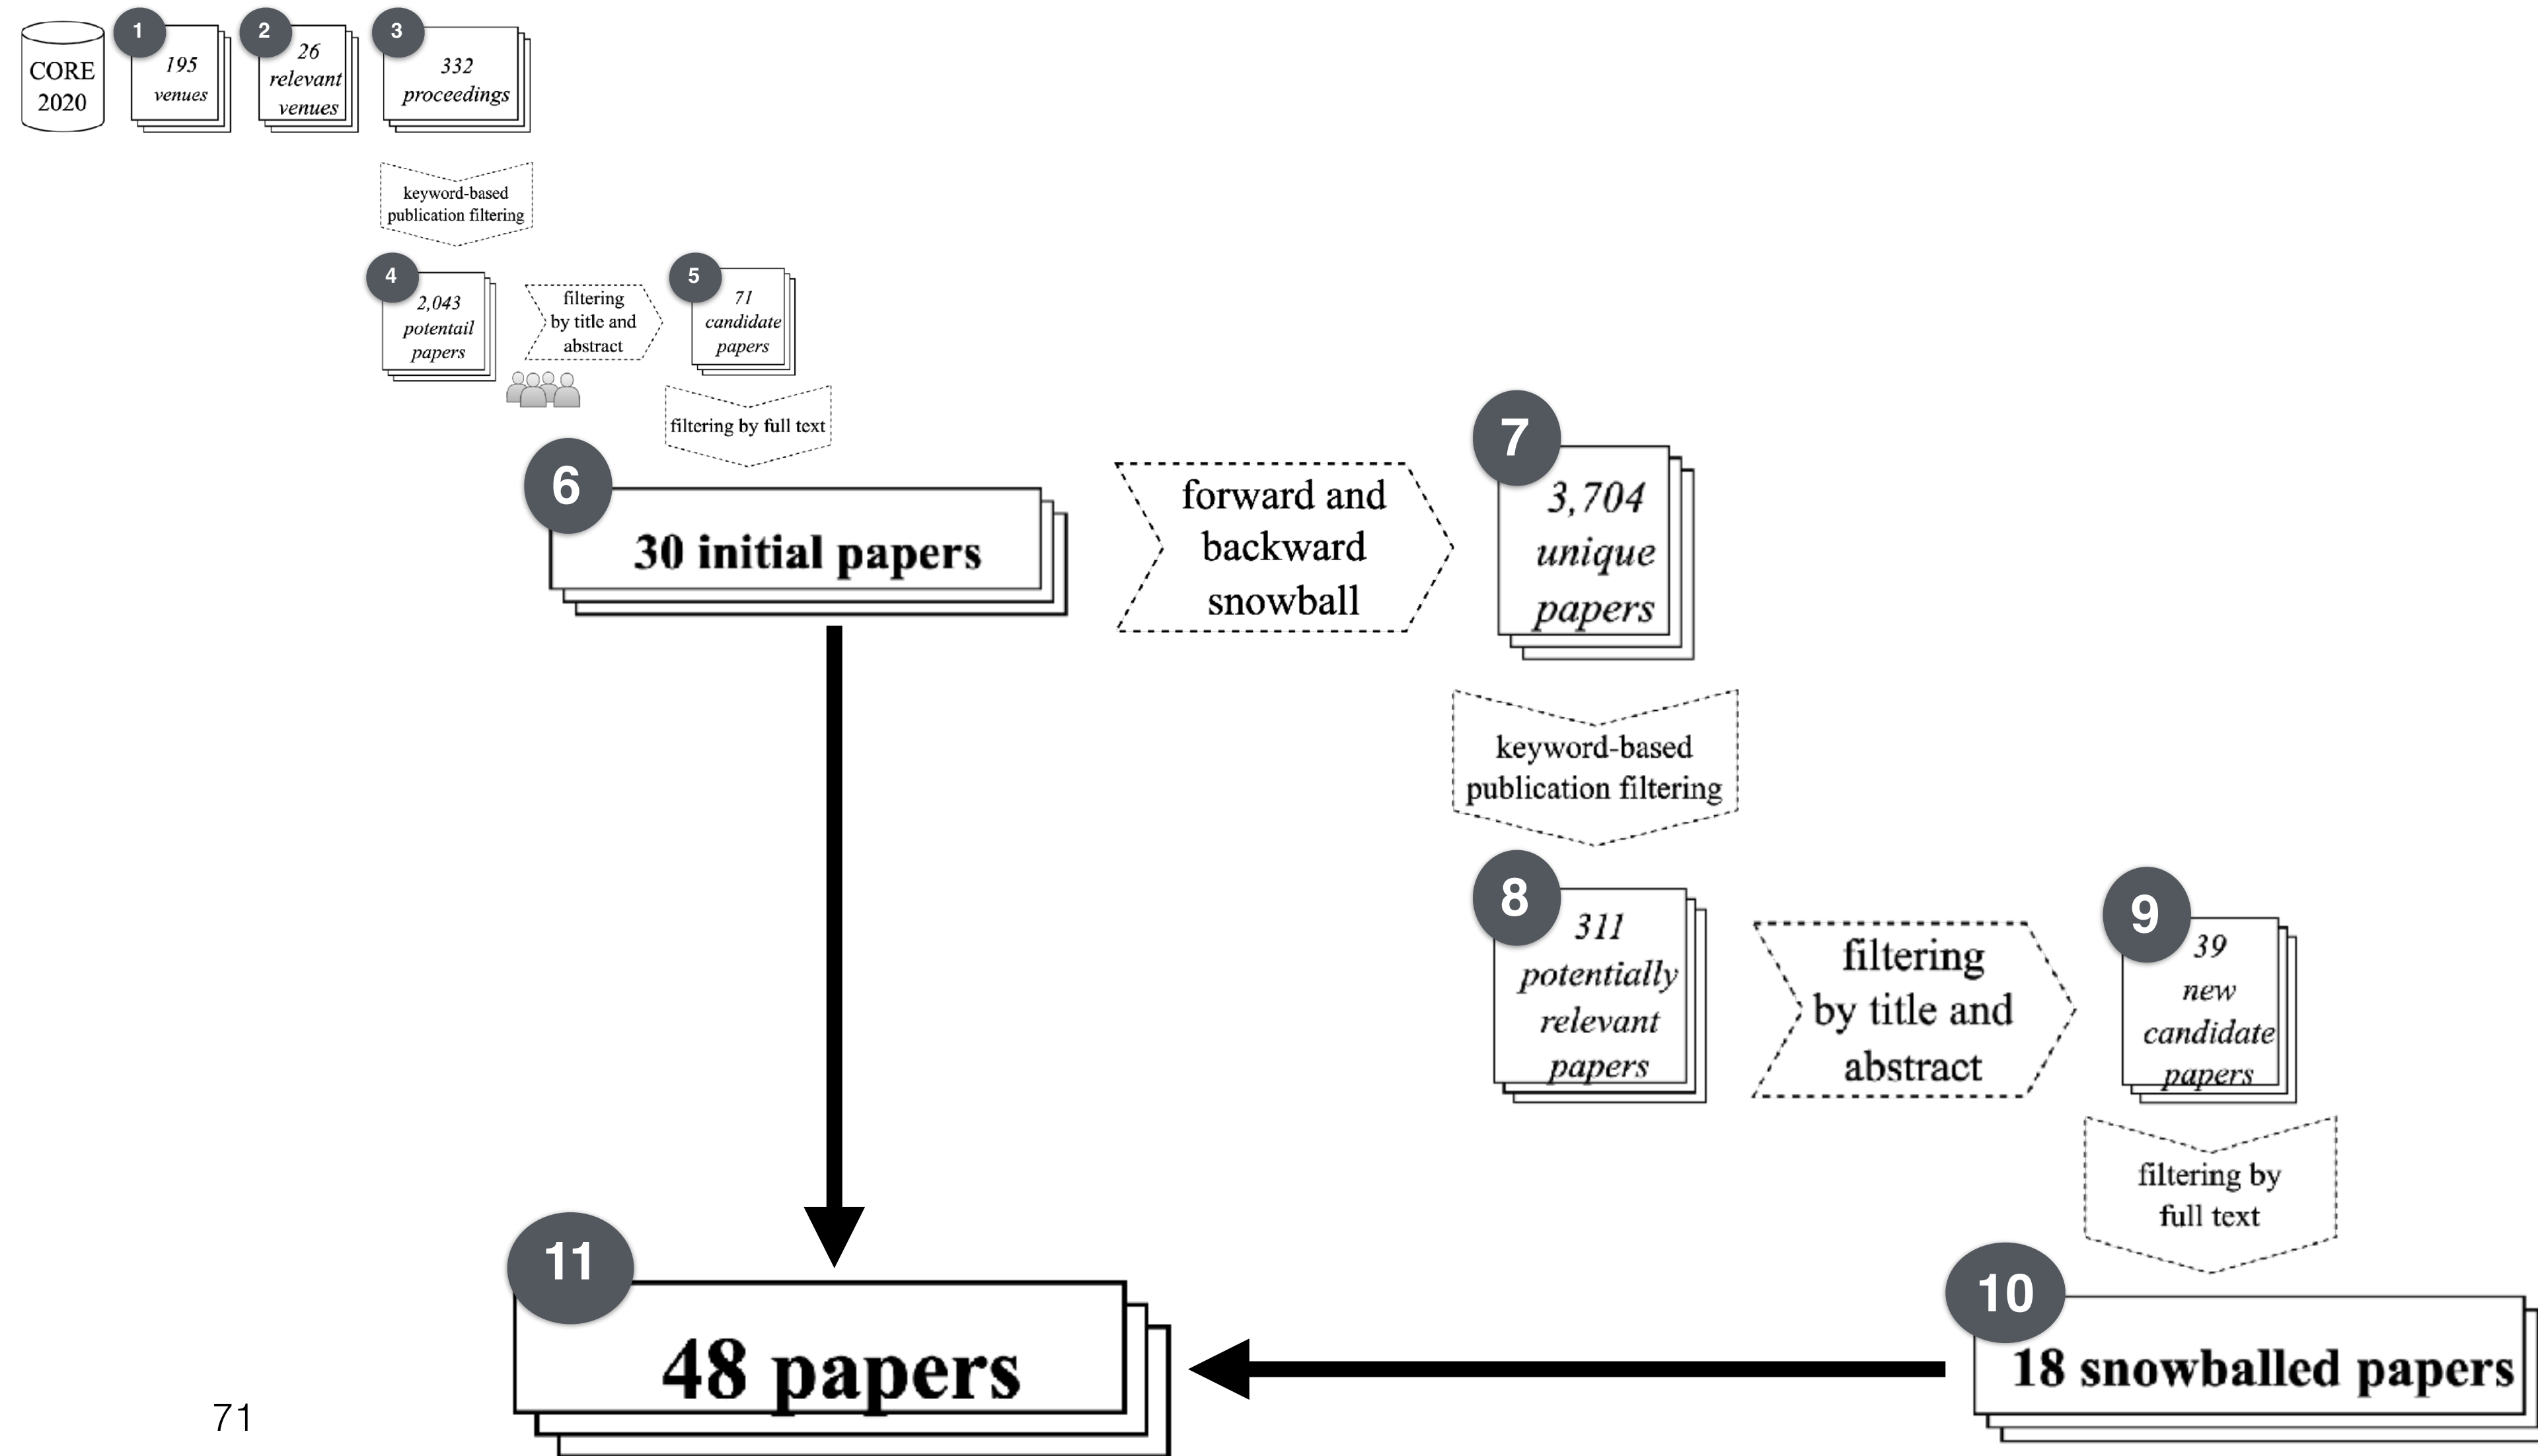 CORE
2020
1
195
venues
2
26
relevant
venues
3
332
proceedings
keyword-based
publication filtering
4
2,043
potentail
papers
filtering
by title and
abstract
5
71
candidate
papers
filtering by full text
6
30 initial papers
forward and
backward
snowball
7
3,704
unique
papers
keyword-based
publication filtering
8
311
potentially
relevant
papers
filtering
by title and
abstract
9
39
new
candidate
papers
filtering by
full text
10
18 snowballed papers
11
48 papers
71